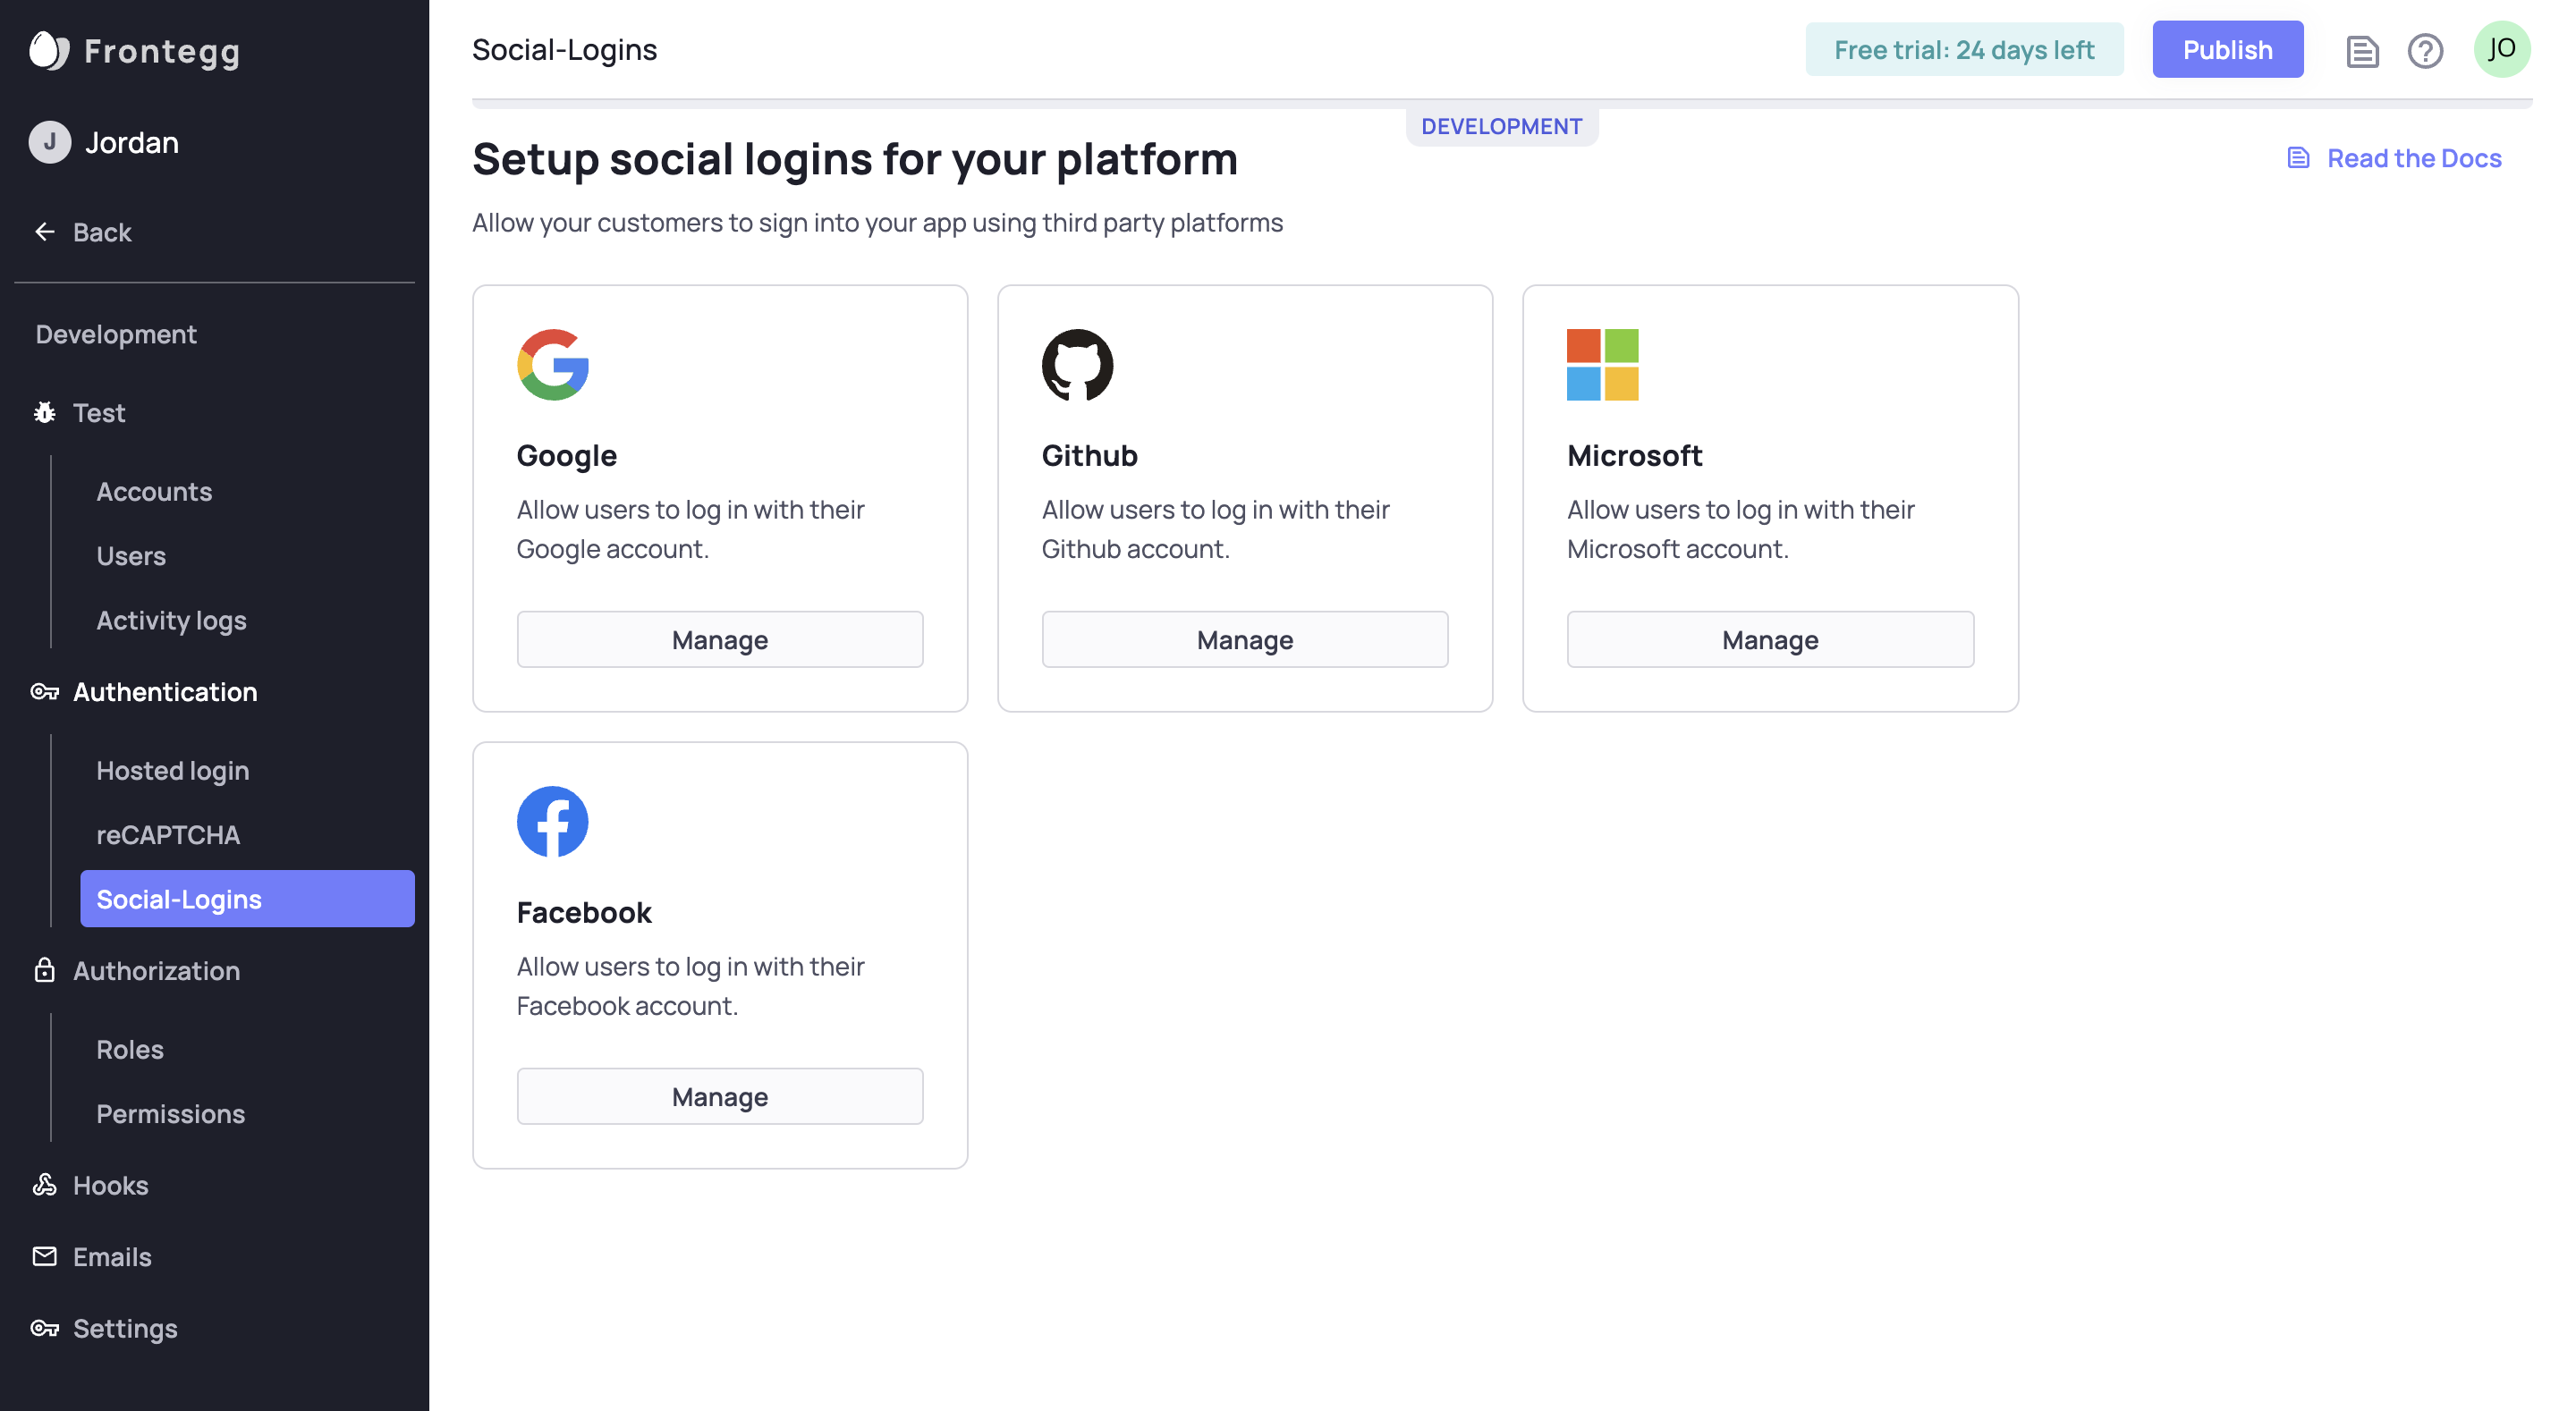 Frontegg
J Jordan
Back
Development
Test
Accounts
Users
Activity logs
Authentication
Hosted login
reCAPTCHA
Social-Logins
Authorization
Roles
Permissions
Hooks
Emails
Settings
Social-Logins
Free trial: 24 days left
Publish
JO
DEVELOPMENT
Setup social logins for your platform
Read the Docs
Allow your customers to sign into your app using third party platforms
Google
Allow users to log in with their
Google account.
Manage
Github
Allow users to log in with their
Github account.
Manage
Microsoft
Allow users to log in with their
Microsoft account.
Manage
Facebook
Allow users to log in with their
Facebook account.
Manage